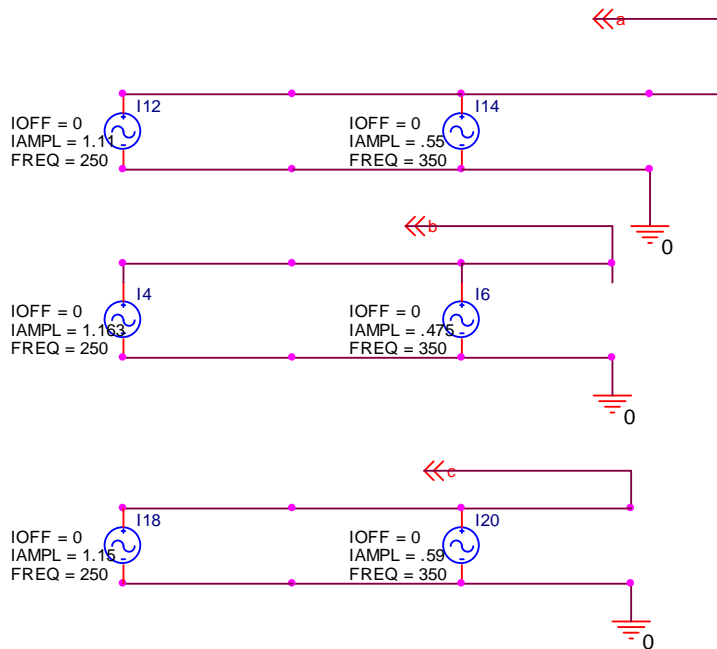 a
I12
IOFF = 0
IAMPL = 1.11
FREQ = 250
I14
IOFF = 0
IAMPL = .55
FREQ = 350
0
b
I4
IOFF = 0
IAMPL = 1.163
FREQ = 250
I6
IOFF = 0
IAMPL = .475
FREQ = 350
0
c
I18
IOFF = 0
IAMPL = 1.15
FREQ = 250
I20
IOFF = 0
IAMPL = .59
FREQ = 350
0